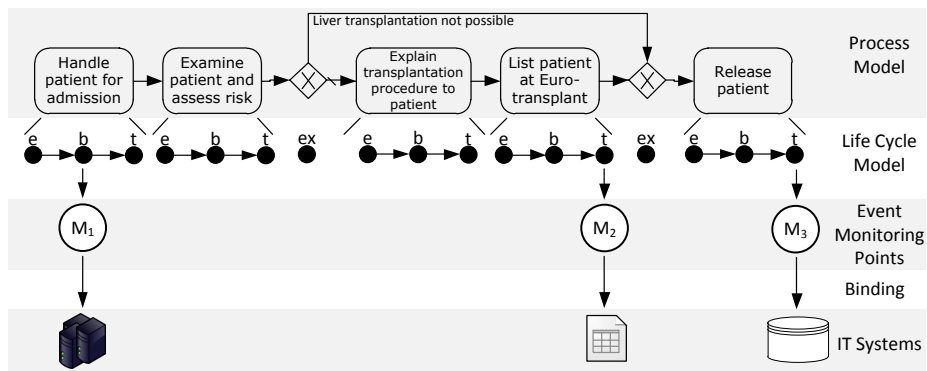 Liver transplantation not possible
Handle
patient for
admission
Examine
patient and
assess risk
X
Explain
transplantation
procedure to
patient
List patient
at Euro-
transplant
X
Release
patient
Process
Model
e b t
e b t
ex
e b t
e b t
ex
e b t
Life Cycle
Model
M1
M2
M3
Event
Monitoring
Points
Binding
IT Systems